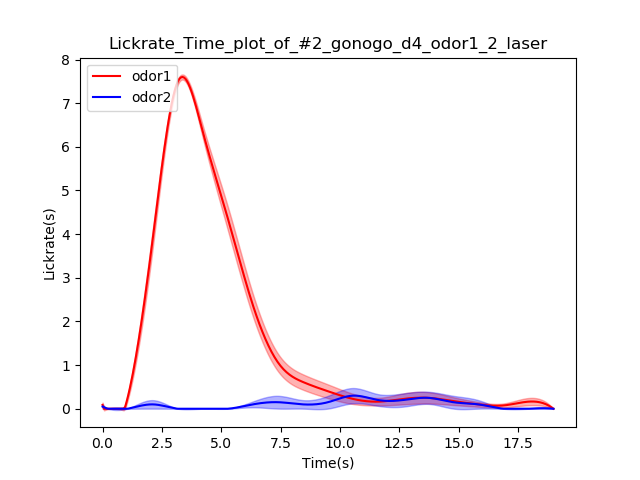 Lickrate_Time_plot_of_#2_gonogo_d4_odor1_2_laser
odor1
odor2
8
7
6
5
4
3
2
1
0
Lickrate(s)
0.0 2.5 5.0 7.5 10.0 12.5 15.0 17.5
Time(s)